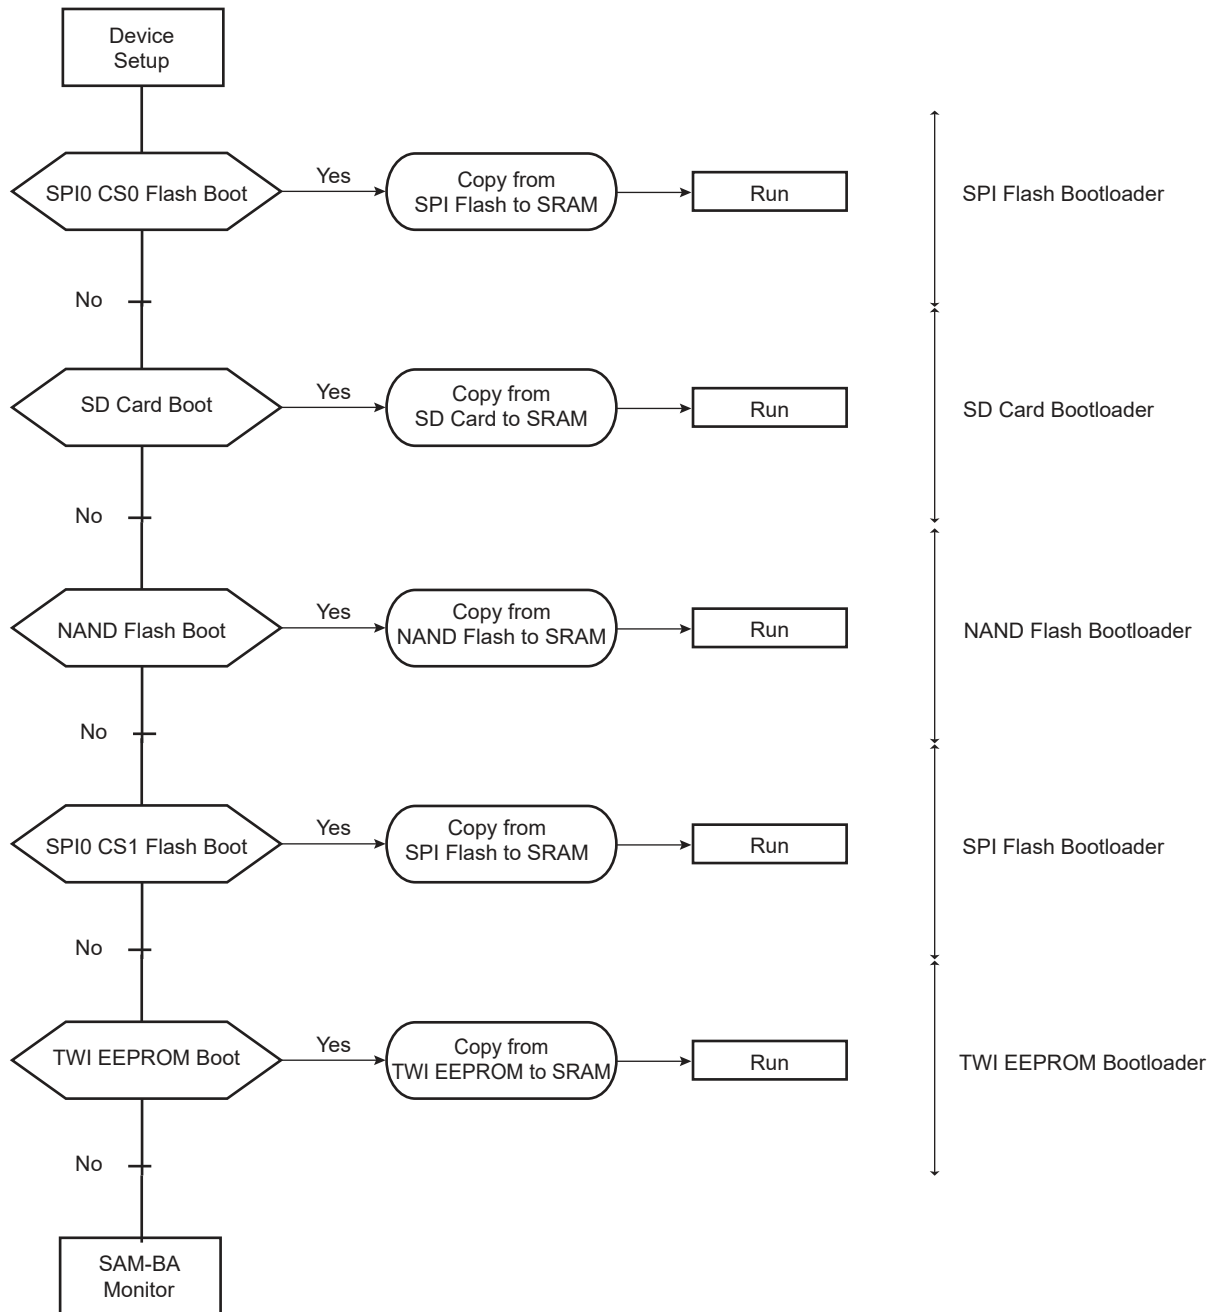 Device
Setup
SPI0 CS0 Flash Boot
Yes
Copy from
SPI Flash to SRAM
Run
SPI Flash Bootloader
No
SD Card Boot
Yes
Copy from
SD Card to SRAM
Run
SD Card Bootloader
No
NAND Flash Boot
Yes
Copy from
NAND Flash to SRAM
Run
NAND Flash Bootloader
No
SPI0 CS1 Flash Boot
Yes
Copy from
SPI Flash to SRAM
Run
SPI Flash Bootloader
No
TWI EEPROM Boot
Yes
Copy from
TWI EEPROM to SRAM
Run
TWI EEPROM Bootloader
No
SAM-BA
Monitor